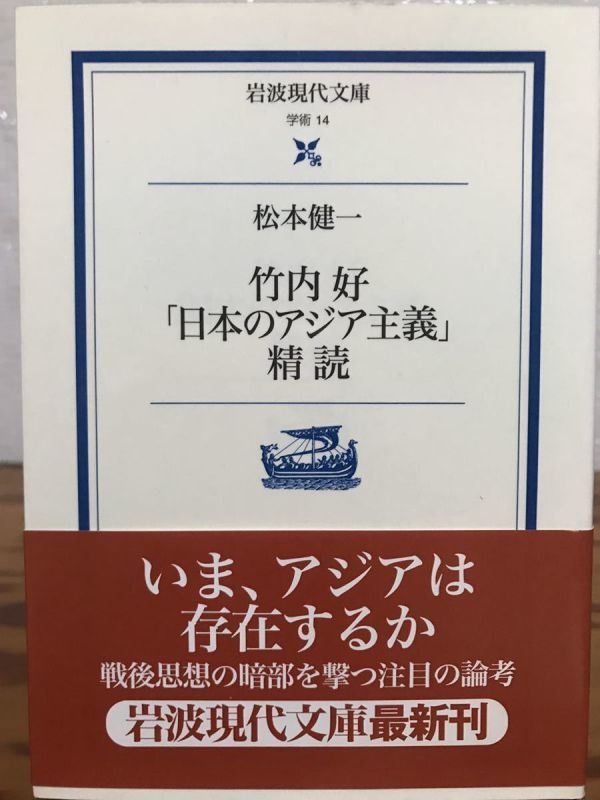 岩波現代文庫
学術 14
松本健一
竹内 好
「日本のアジア主義」
精 読
いま、アジアは
存在するか
戦後思想の暗部を撃つ注目の論考
岩波現代文庫最新刊